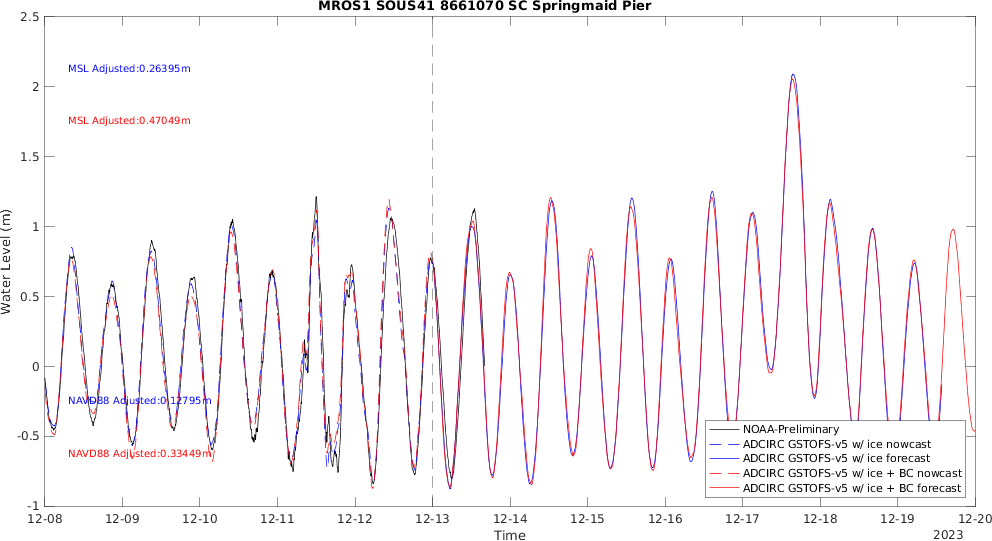 MROS1 SOUS41 8661070 SC Springmaid Pier
2.5
2
1.5
1
0.5
0
-0.5
-1
Water Level (m)
MSL Adjusted:0.26395m
MSL Adjusted:0.47049m
NAVD88 Adjusted:0.12795m
NAVD88 Adjusted:0.33449m
NOAA-Preliminary
ADCIRC GSTOFS-v5 w/ ice nowcast
ADCIRC GSTOFS-v5 w/ ice forecast
ADCIRC GSTOFS-v5 w/ ice + BC nowcast
ADCIRC GSTOFS-v5 w/ ice + BC forecast
12-08 12-09 12-10 12-11 12-12 12-13 12-14 12-15 12-16 12-17 12-18 12-19 12-20
Time
2023